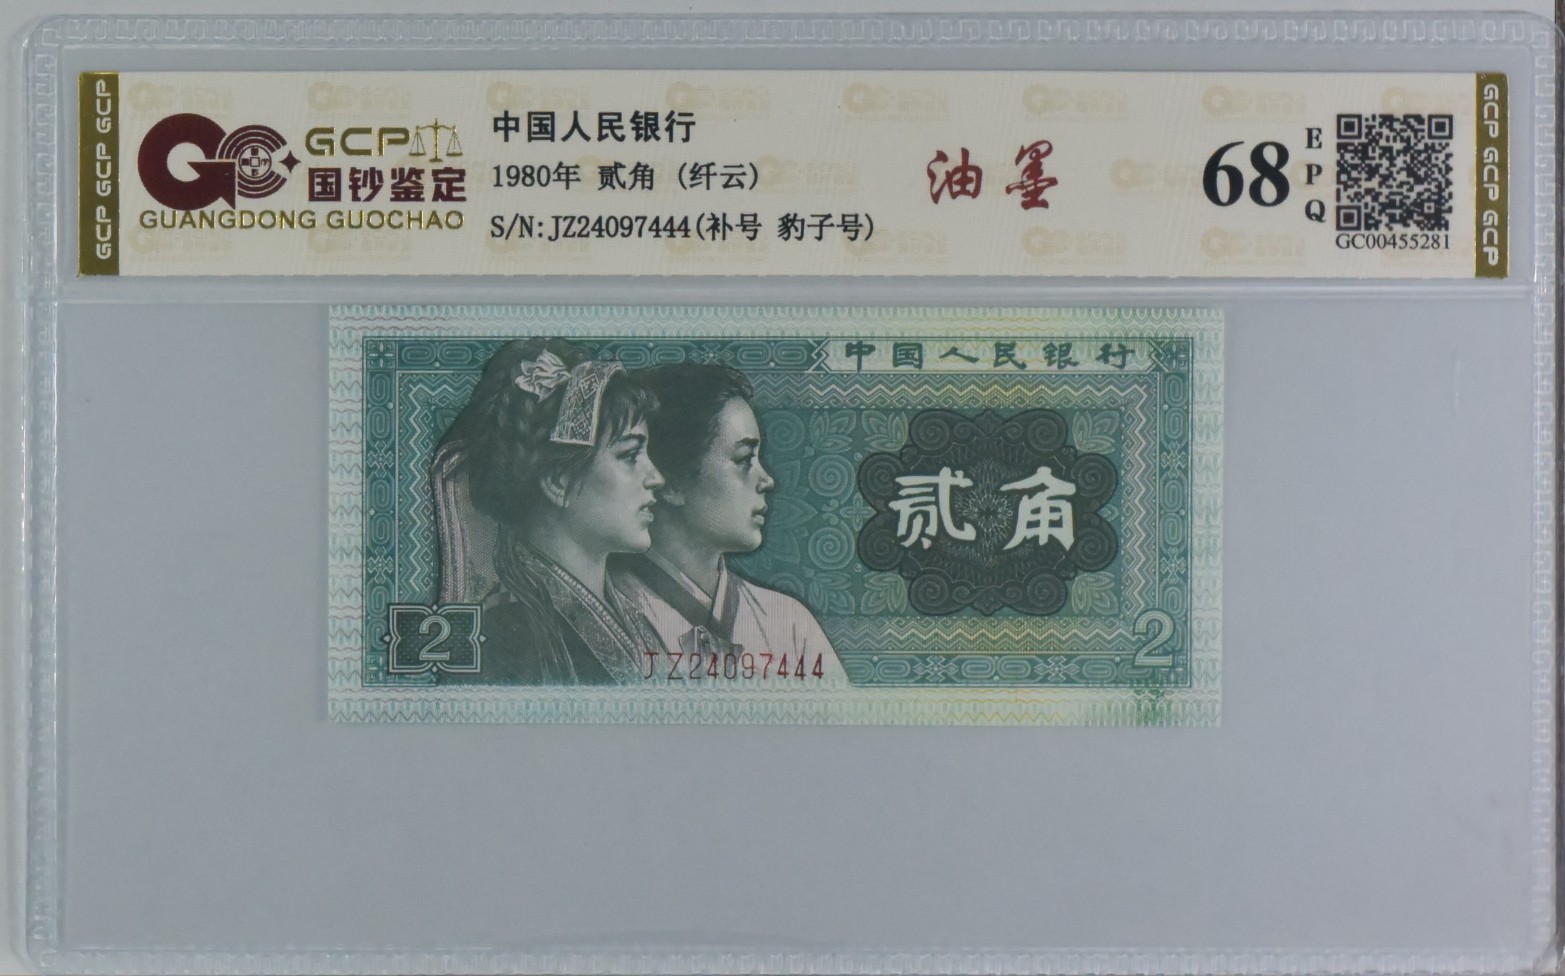 GCP GCP GCP
GCP
国钞鉴定
GUANGDONG GUOCHAO
中国人民银行
1980年 贰角 (纤云)
S/N:JZ24097444(补号 豹子号)
油墨
68
EPQ
GC00455281
GCP GCP GCP
中国人民银行
贰角
2
2
JZ24097444